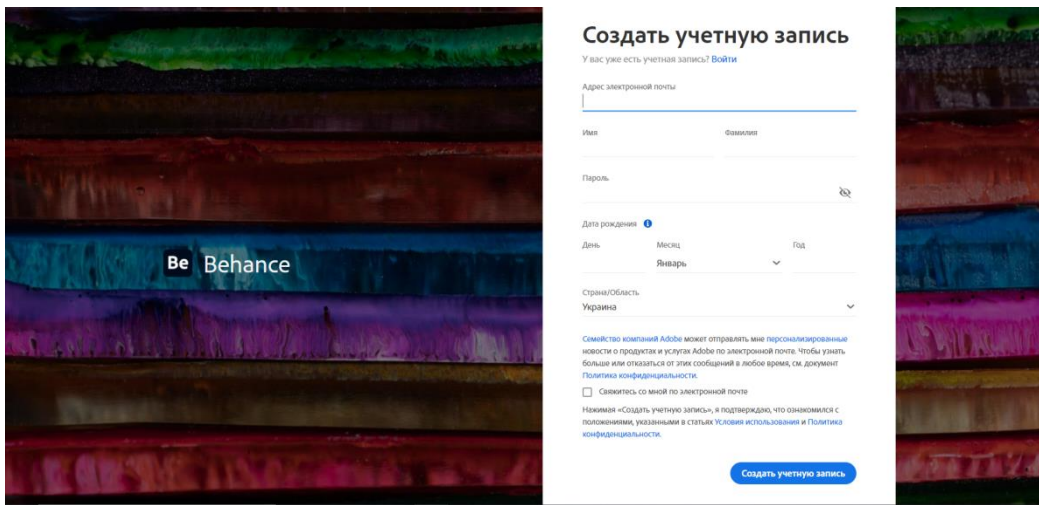 Создать учетную запись
У вас уже есть учетная запись? Войти
Адрес электронной почты
Имя Фамилия
Пароль
Дата рождения
День Месяц Год
Январь
Be Behance
Страна/Область
Украина
Семейство компаний Adobe может отправлять мне персонализированные
новости о продуктах и услугах Adobe по электронной почте. Чтобы узнать
больше или отказаться от этих сообщений в любое время, см. документ
Политика конфиденциальности.
Свяжитесь со мной по электронной почте
Нажимая «Создать учетную запись», я подтверждаю, что ознакомился с
положениями, указанными в статьях Условия использования и Политика
конфиденциальности.
Создать учетную запись